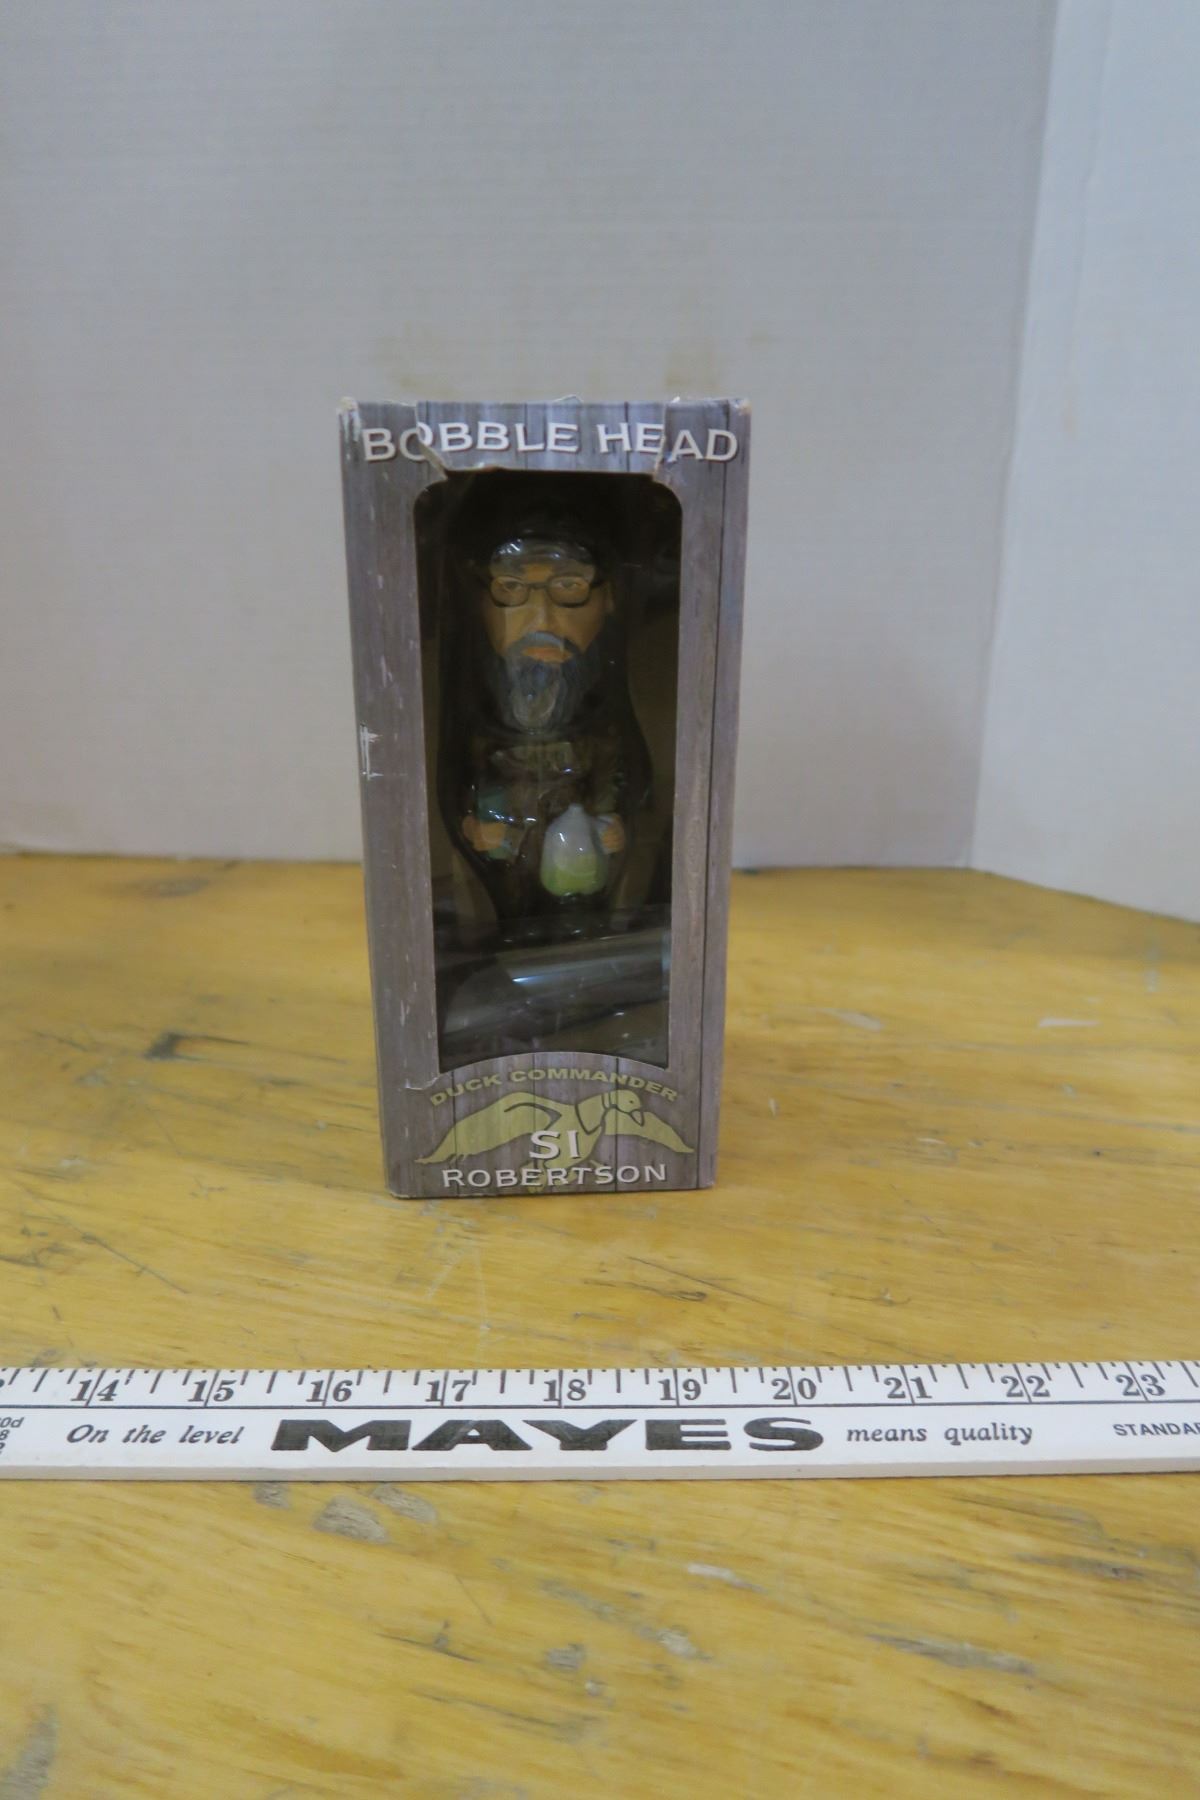 BOBBLE HEAD
DUCK COMMANDER
SI
ROBERTSON
14 15 16 17 18 19 20 21 22 23
On the level MAYES means quality